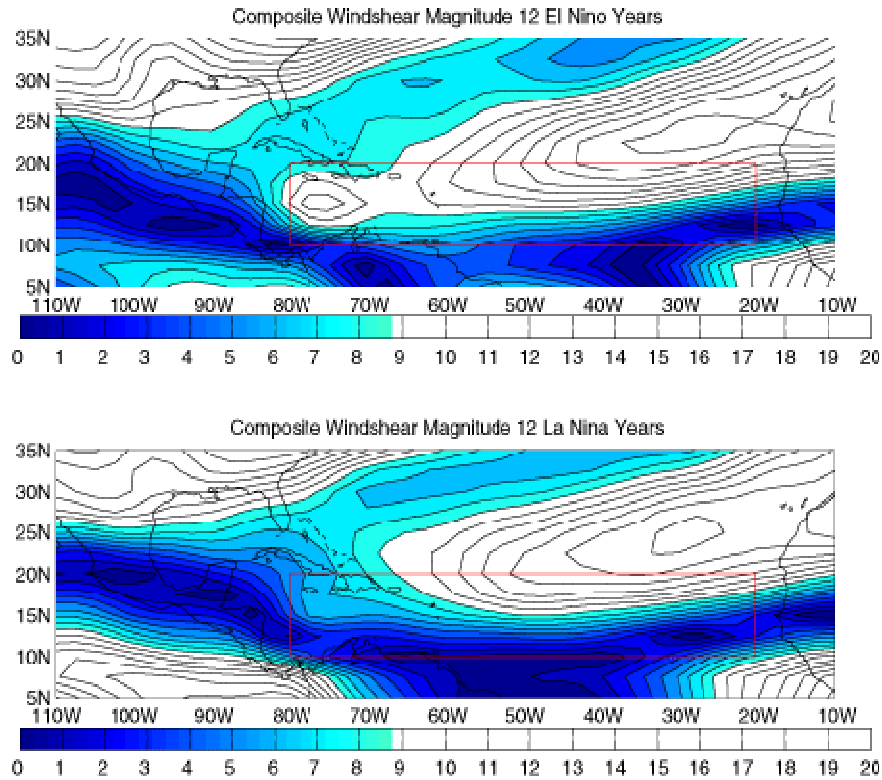 Composite Windshear Magnitude 12 El Nino Years
35N
30N
25N
20N
15N
10N
5N
110W 100W 90W 80W 70W 60W 50W 40W 30W 20W 10W
0 1 2 3 4 5 6 7 8 9 10 11 12 13 14 15 16 17 18 19 20
Composite Windshear Magnitude 12 La Nina Years
35N
30N
25N
20N
15N
10N
5N
110W 100W 90W 80W 70W 60W 50W 40W 30W 20W 10W
0 1 2 3 4 5 6 7 8 9 10 11 12 13 14 15 16 17 18 19 20